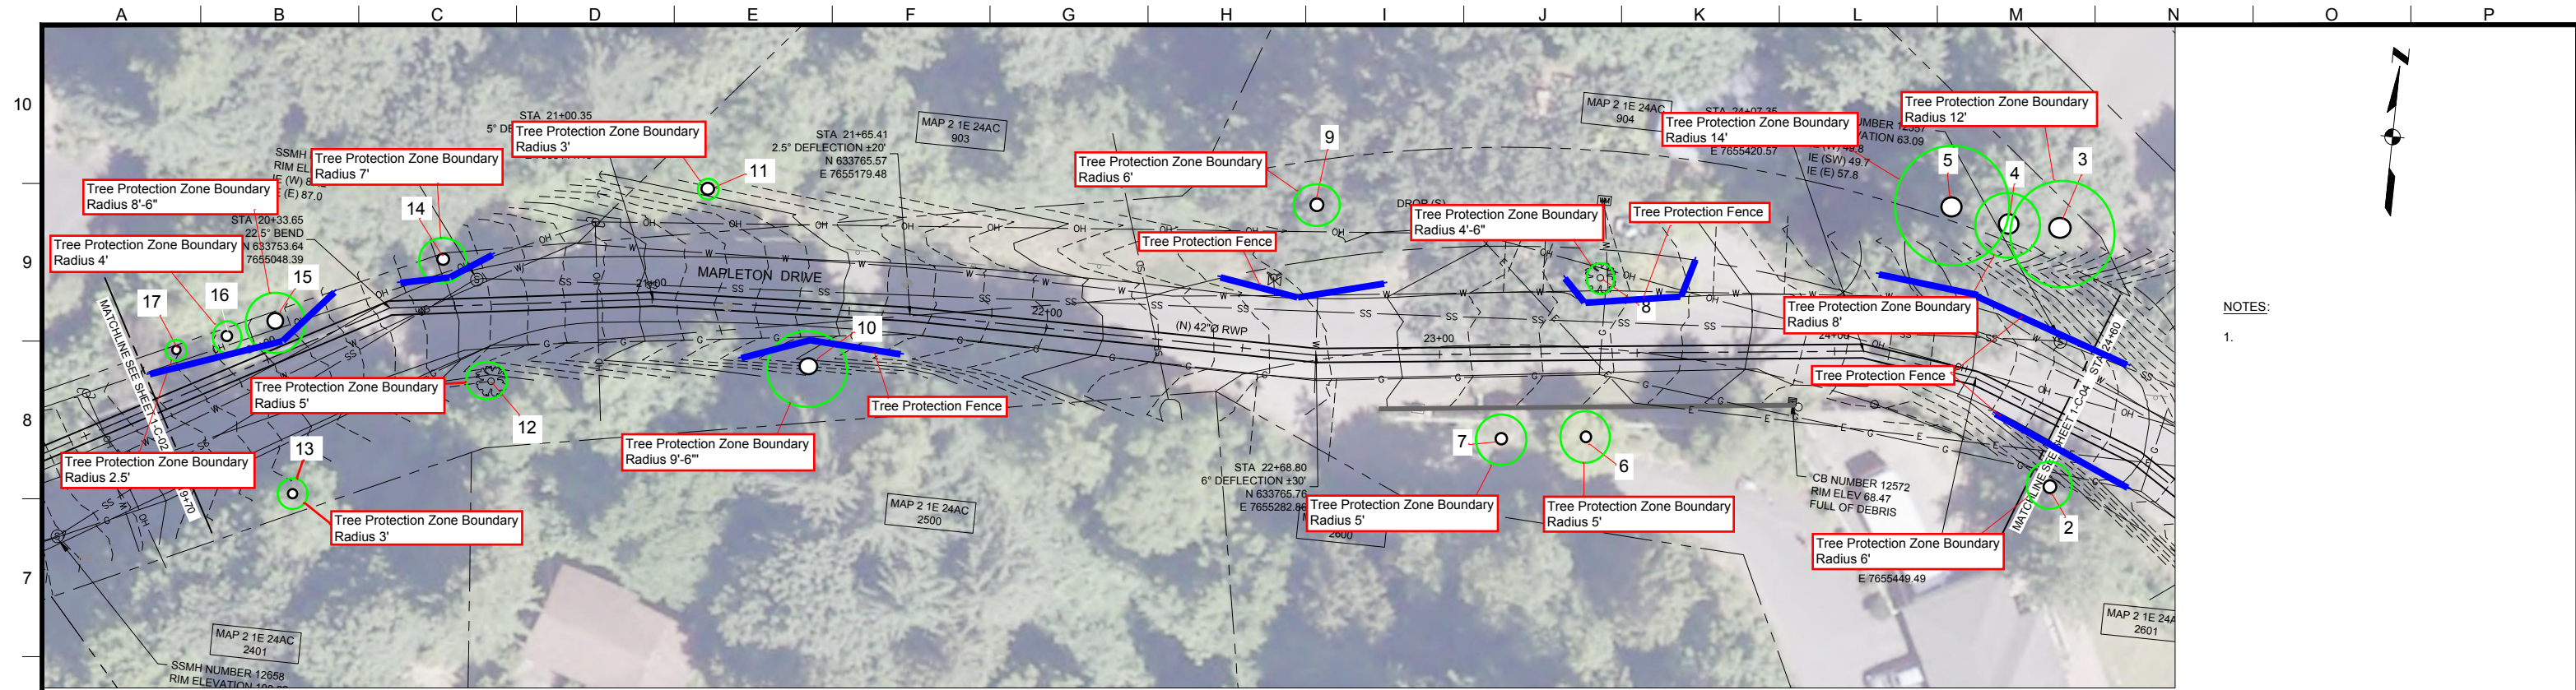 A B C D E F G H I J K L M N O P
10
9
8
7
N
NOTES:
1.
Tree Protection Zone Boundary
Radius 8'-6"
Tree Protection Zone Boundary
Radius 4'
Tree Protection Zone Boundary
Radius 7'
Tree Protection Zone Boundary
Radius 3'
Tree Protection Zone Boundary
Radius 6'
Tree Protection Zone Boundary
Radius 4'-6"
Tree Protection Fence
Tree Protection Fence
Tree Protection Zone Boundary
Radius 14'
Tree Protection Zone Boundary
Radius 12'
Tree Protection Zone Boundary
Radius 8'
Tree Protection Fence
Tree Protection Zone Boundary
Radius 5'
Tree Protection Zone Boundary
Radius 2.5'
Tree Protection Zone Boundary
Radius 3'
Tree Protection Zone Boundary
Radius 9'-6'"
Tree Protection Fence
Tree Protection Zone Boundary
Radius 5'
Tree Protection Zone Boundary
Radius 5'
Tree Protection Zone Boundary
Radius 6'
17
16
15
14
13
12
11
10
9
8
7
6
5
4
3
2
STA 21+00.35
STA 21+65.41
2.5° DEFLECTION ±20'
N 633765.57
E 7655179.48
MAP 2 1E 24AC
903
MAP 2 1E 24AC
904
STA 24+07.35
E 7655420.57
IE (SW) 49.7
IE (E) 57.8
STA 20+33.65
22.5° BEND
N 633753.64
7655048.39
MAPLETON DRIVE
21+00
22+00
23+00
24+00
(N) 42"Ø RWP
STA 22+68.80
6° DEFLECTION ±30'
N 633765.76
MAP 2 1E 24AC
2500
2600
CB NUMBER 12572
RIM ELEV 68.47
FULL OF DEBRIS
E 7655449.49
MAP 2 1E 24AC
2401
2601
SSMH NUMBER 12658